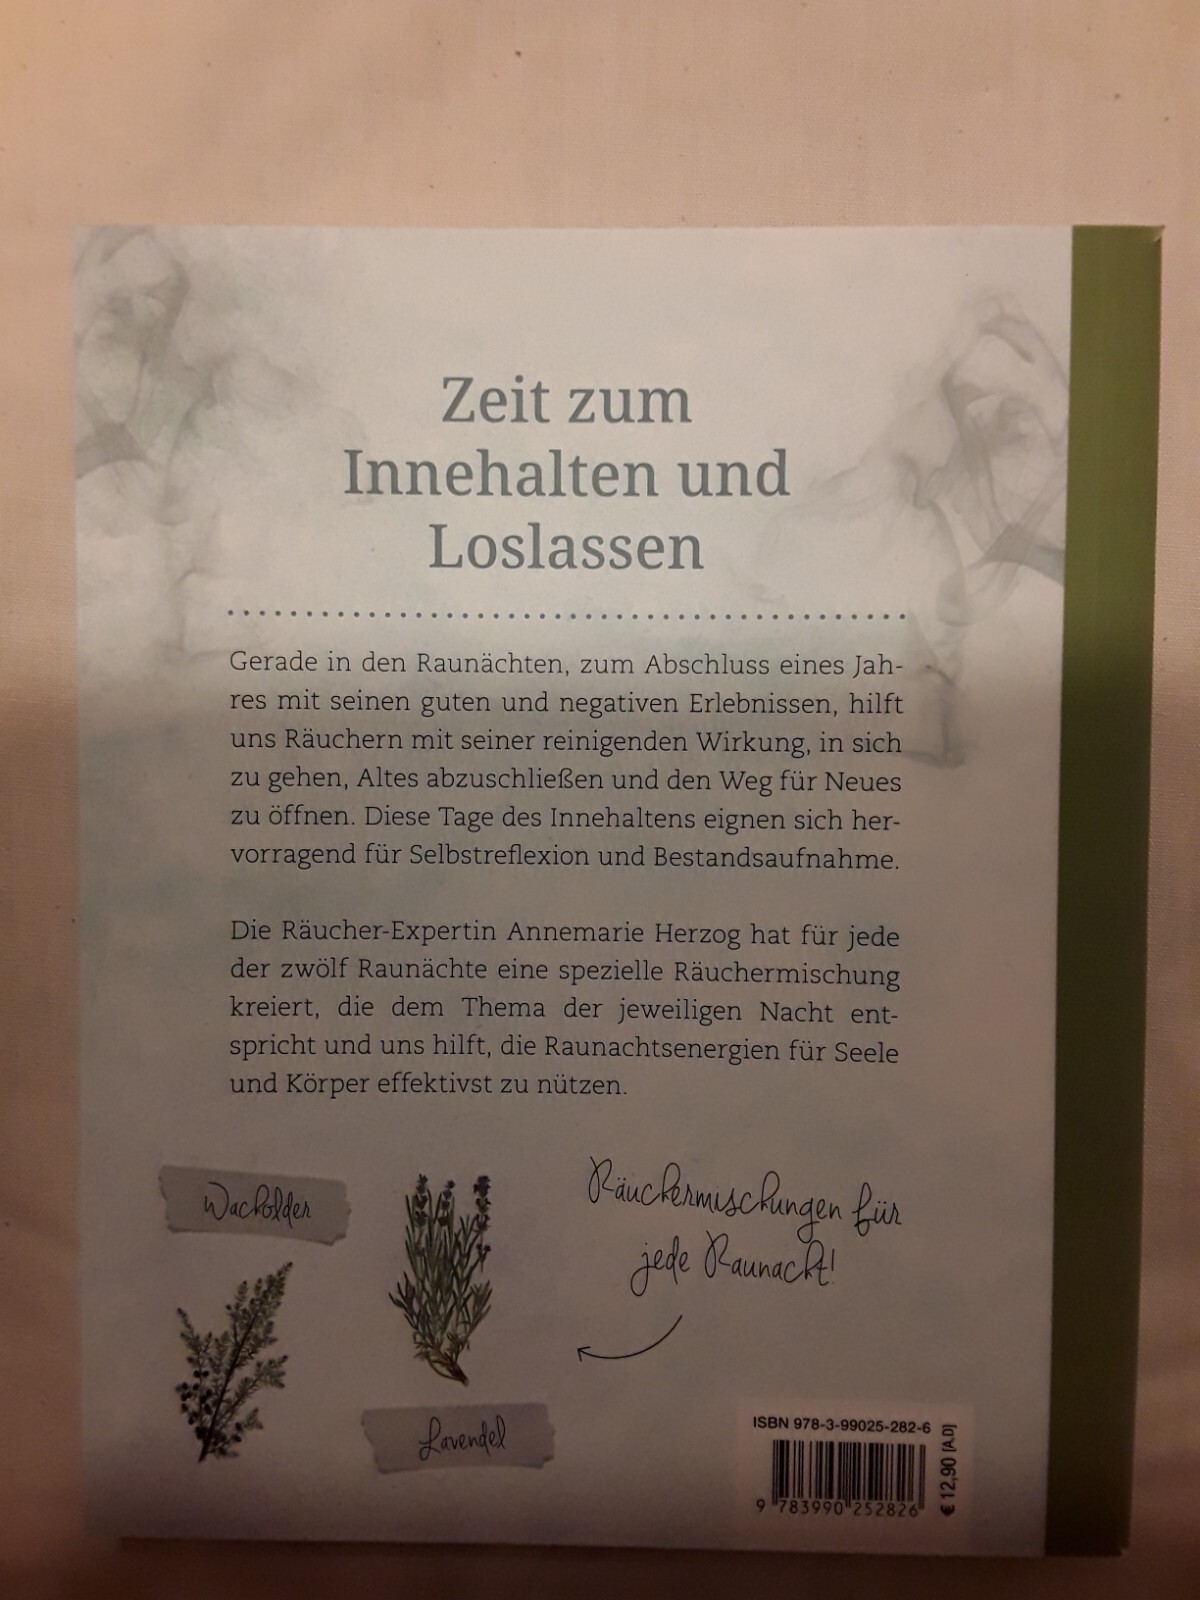 Zeit zum
Innehalten und
Loslassen
Gerade in den Raunächten, zum Abschluss eines Jah-
res mit seinen guten und negativen Erlebnissen, hilft
uns Räuchern mit seiner reinigenden Wirkung, in sich
zu gehen, Altes abzuschließen und den Weg für Neues
zu öffnen. Diese Tage des Innehaltens eignen sich her-
vorragend für Selbstreflexion und Bestandsaufnahme.
Die Räucher-Expertin Annemarie Herzog hat für jede
der zwölf Raunächte eine spezielle Räuchermischung
kreiert, die dem Thema der jeweiligen Nacht ent-
spricht und uns hilft, die Raunachtsenergien für Seele
und Körper effektivst zu nützen.
Wacholder
Räuchermischungen für
jede Raunacht!
Lavendel
ISBN 978-3-99025-282-6
9 783990 252826
€ 12,90 [A,D]